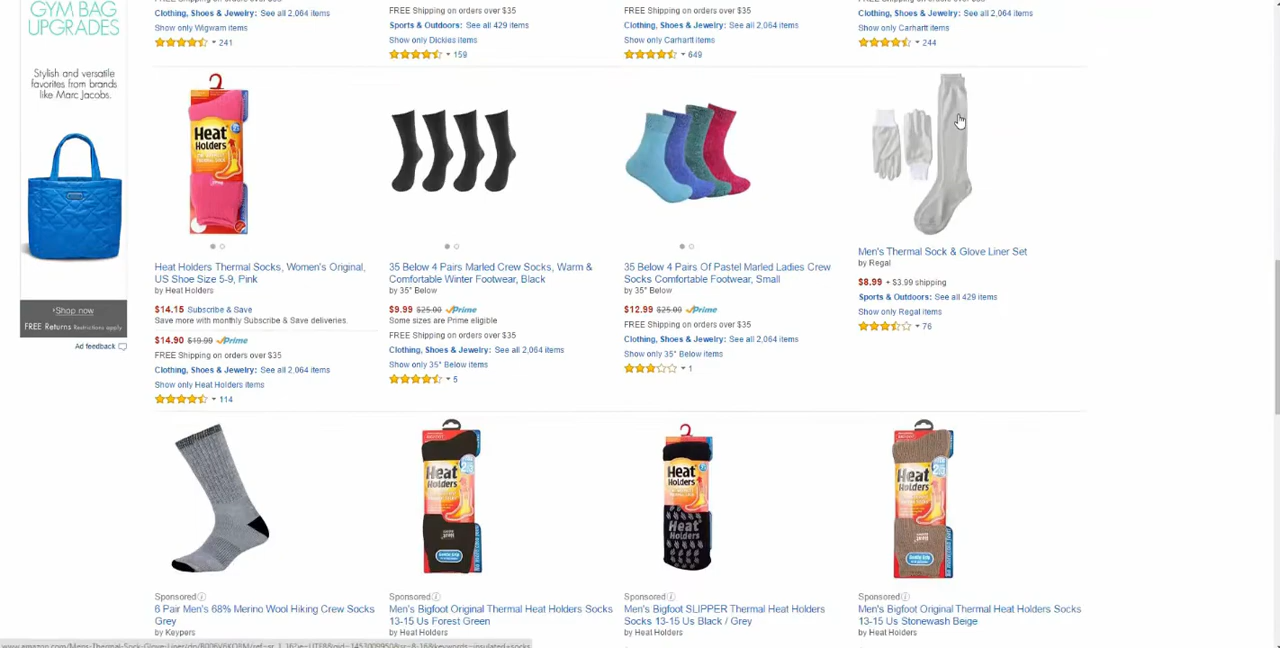 GYM BAG
UPGRADES
Stylish and versatile
favorites from brands
like Marc Jacobs.
Shop now
FREE Returns Restrictions apply
Ad feedback
FREE Shipping on orders over $35
Sports & Outdoors: See all 429 items
Show only Dickies items
159
FREE Shipping on orders over $35
Clothing, Shoes & Jewelry: See all 2,064 items
Show only Carhartt items
649
Clothing, Shoes & Jewelry: See all 2,064 items
Show only Wigwam items
241
Clothing, Shoes & Jewelry: See all 2,064 items
Show only Carhartt items
244
Heat
Holders
Heat Holders Thermal Socks, Women's Original,
US Shoe Size 5-9, Pink
by Heat Holders
$14.15 Subscribe & Save
Save more with monthly Subscribe & Save deliveries.
$14.90 $19.99 Prime
FREE Shipping on orders over $35
Clothing, Shoes & Jewelry: See all 2,064 items
Show only Heat Holders items
114
35 Below 4 Pairs Marled Crew Socks, Warm &
Comfortable Winter Footwear, Black
by 35° Below
$9.99 $25.00 Prime
Some sizes are Prime eligible
FREE Shipping on orders over $35
Clothing, Shoes & Jewelry: See all 2,064 items
Show only 35° Below items
5
35 Below 4 Pairs Of Pastel Marled Ladies Crew
Socks Comfortable Footwear, Small
by 35° Below
$12.99 $25.00 Prime
FREE Shipping on orders over $35
Clothing, Shoes & Jewelry: See all 2,064 items
Show only 35° Below items
1
Men's Thermal Sock & Glove Liner Set
by Regal
$8.99 + $3.99 shipping
Sports & Outdoors: See all 429 items
Show only Regal items
76
Sponsored
6 Pair Men's 68% Merino Wool Hiking Crew Socks
Grey
by Keypers
Heat
Holders
Sponsored
Men's Bigfoot Original Thermal Heat Holders Socks
13-15 Us Forest Green
by Heat Holders
Heat
Holders
Heat
Holders
Sponsored
Men's Bigfoot SLIPPER Thermal Heat Holders
Socks 13-15 Us Black / Grey
by Heat Holders
Heat
Holders
Sponsored
Men's Bigfoot Original Thermal Heat Holders Socks
13-15 Us Stonewash Beige
by Heat Holders